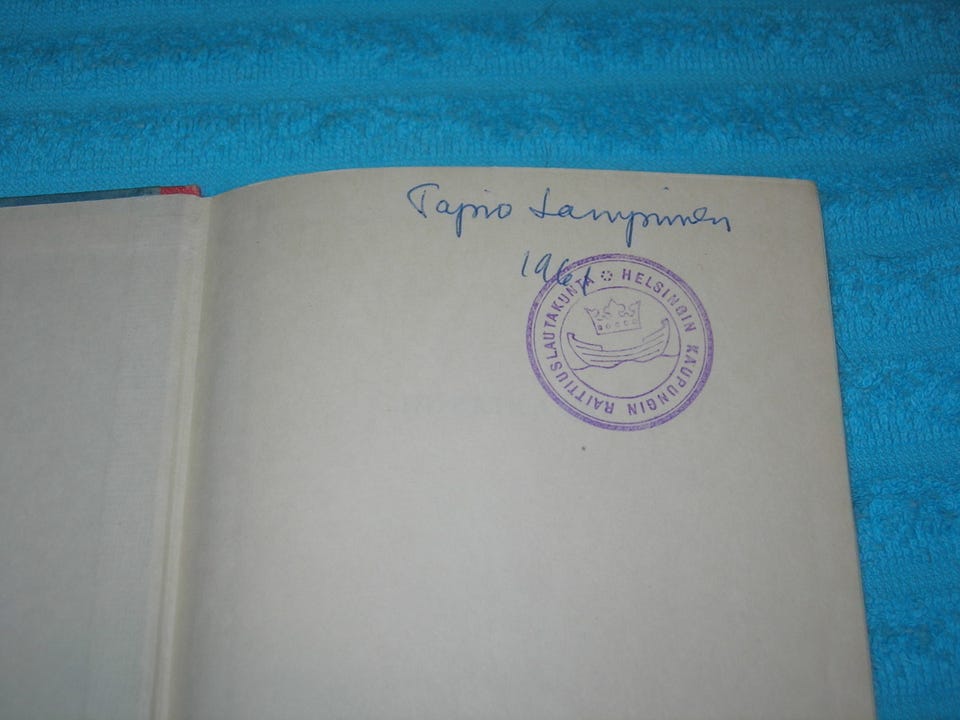 Tapio Lampinen
1961
HELSINGIN KAUPUNGIN RAITTIUSLAUTAKUNTA